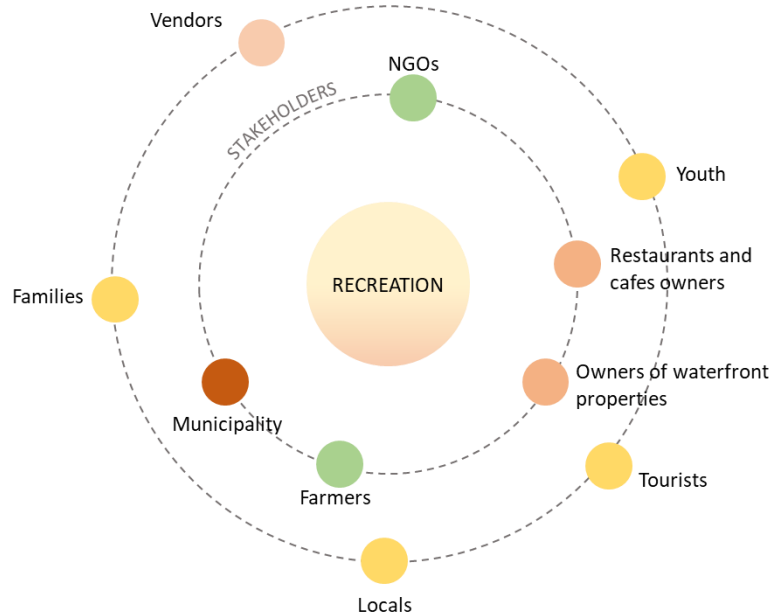 Vendors
NGOs
STAKEHOLDERS
Youth
Restaurants and
cafes owners
RECREATION
Families
Owners of waterfront
properties
Municipality
Tourists
Farmers
Locals